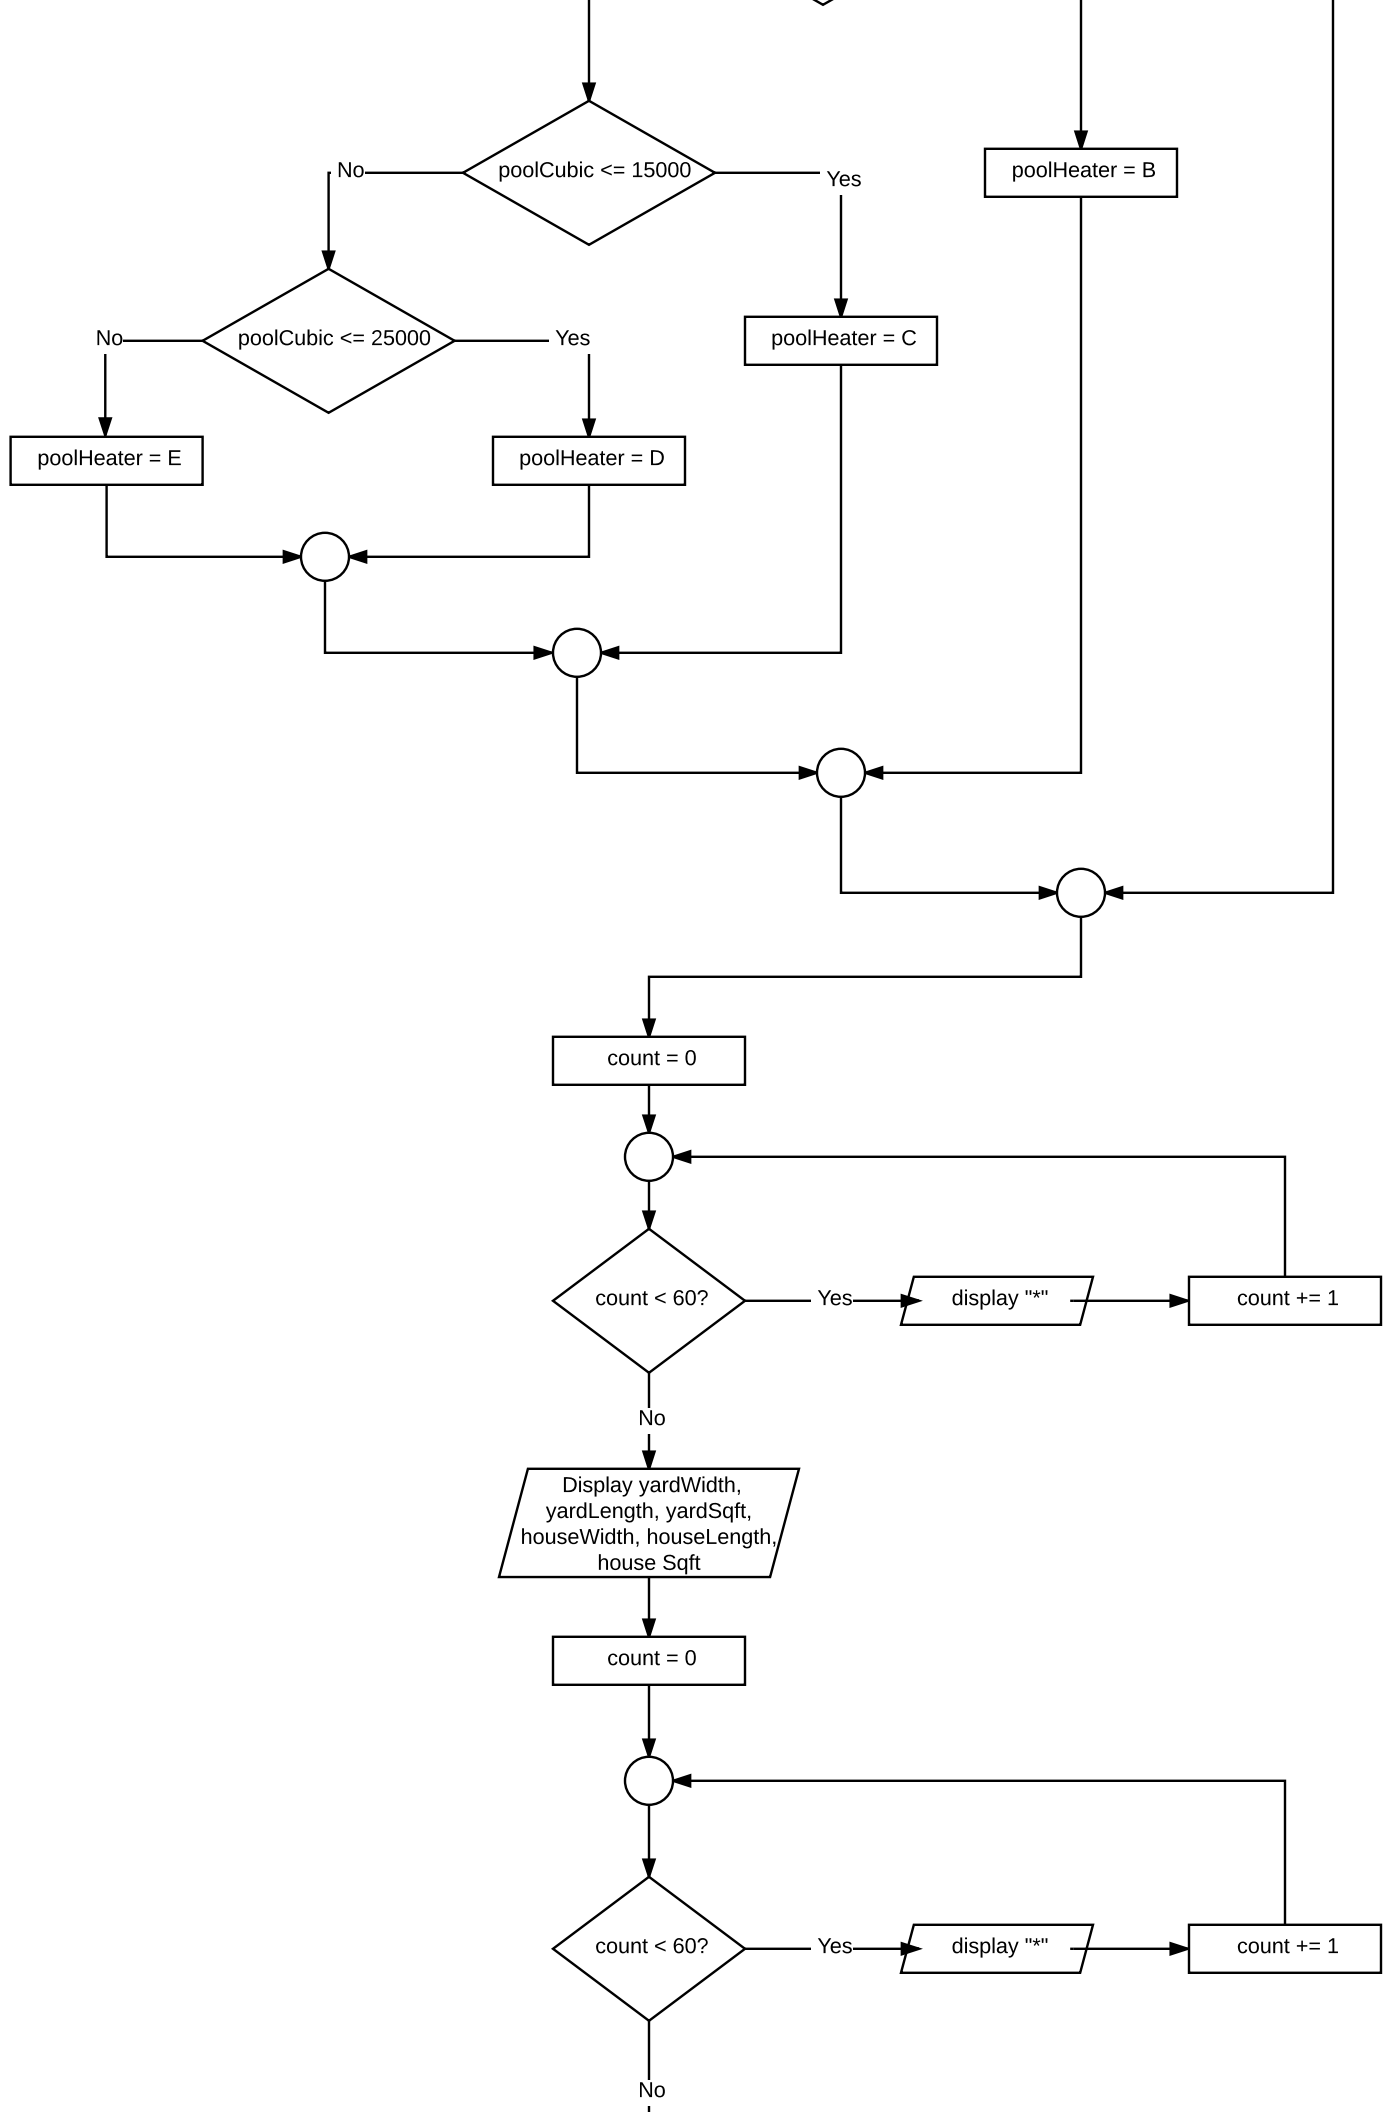 poolCubic <= 15000
No
Yes
poolHeater = B
poolCubic <= 25000
No
Yes
poolHeater = C
poolHeater = E
poolHeater = D
count = 0
count < 60?
Yes
display "*"
count += 1
No
Display yardWidth,
yardLength, yardSqft,
houseWidth, houseLength,
house Sqft
count = 0
count < 60?
Yes
display "*"
count += 1
No